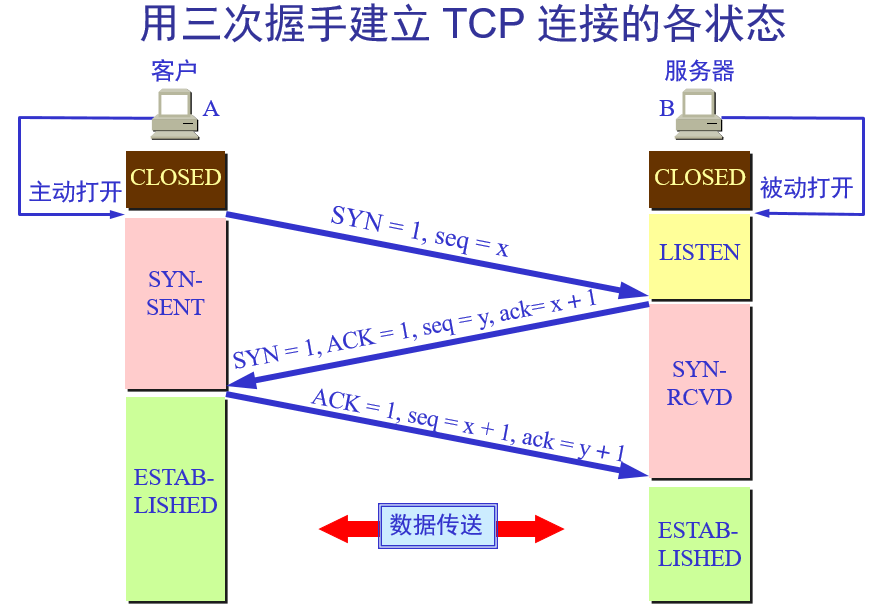 用三次握手建立 TCP 连接的各状态
客户
服务器
A
B
CLOSED
CLOSED
主动打开
被动打开
SYN = 1, seq = x
LISTEN
SYN-
SENT
SYN = 1, ACK = 1, seq = y, ack= x + 1
SYN-
RCVD
ACK = 1, seq = x + 1, ack = y + 1
ESTAB-
LISHED
数据传送
ESTAB-
LISHED